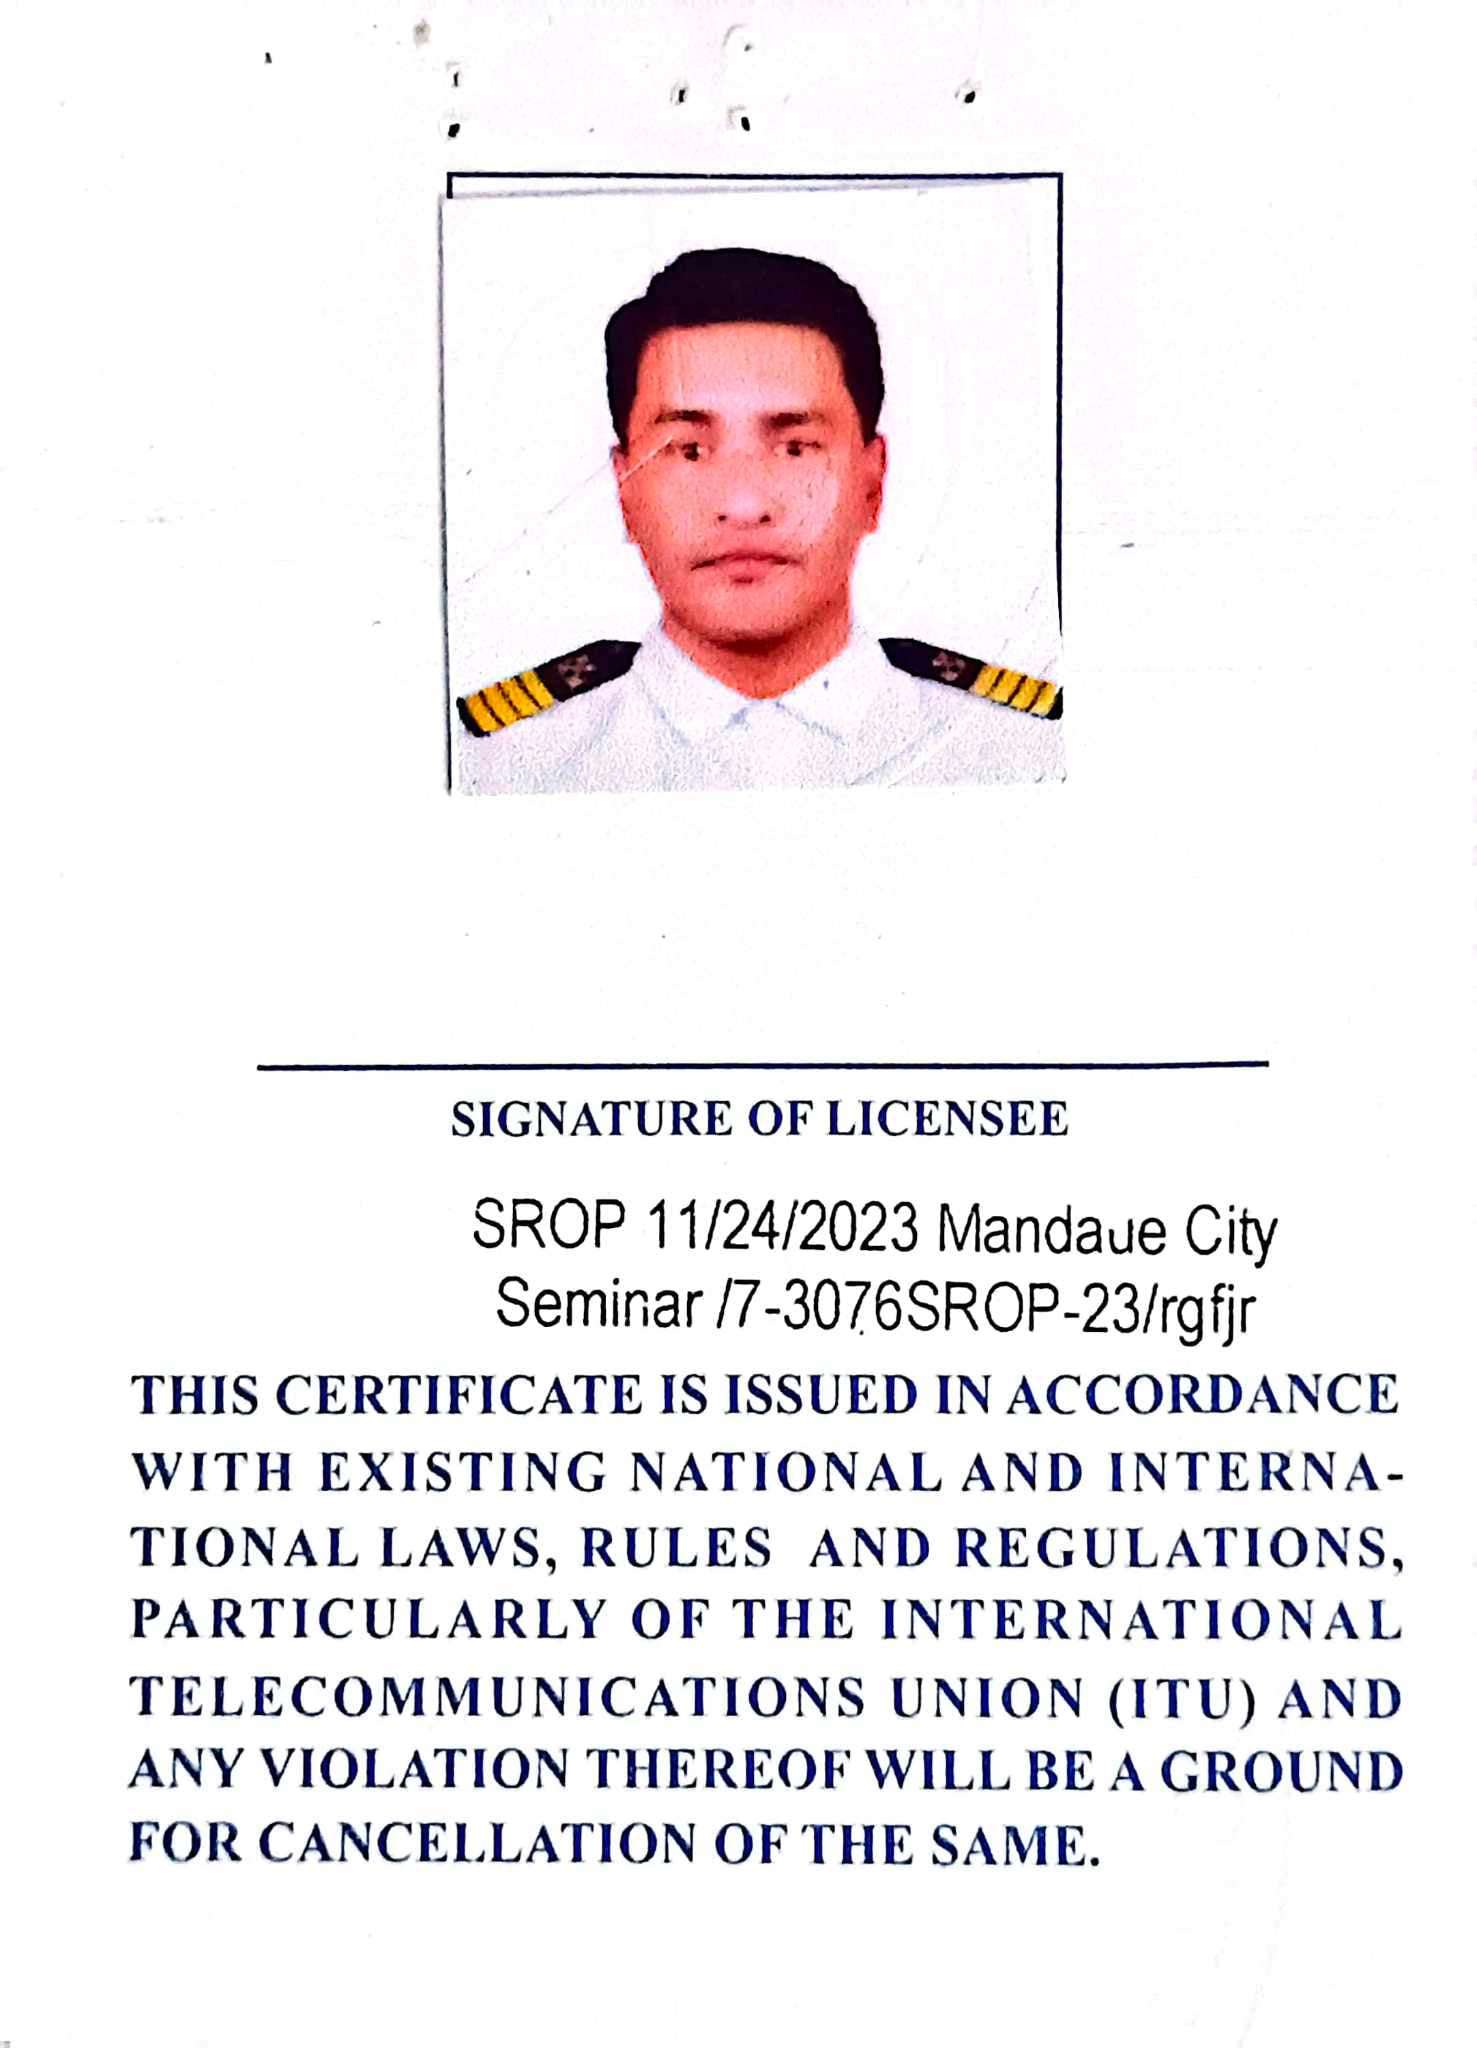 SIGNATURE OF LICENSEE
SROP 11/24/2023 Mandaue City
Seminar /7-3076SROP-23/rgfjr
THIS CERTIFICATE IS ISSUED IN ACCORDANCE
WITH EXISTING NATIONAL AND INTERNA-
TIONAL LAWS, RULES AND REGULATIONS,
PARTICULARLY OF THE INTERNATIONAL
TELECOMMUNICATIONS UNION (ITU) AND
ANY VIOLATION THEREOF WILL BE A GROUND
FOR CANCELLATION OF THE SAME.